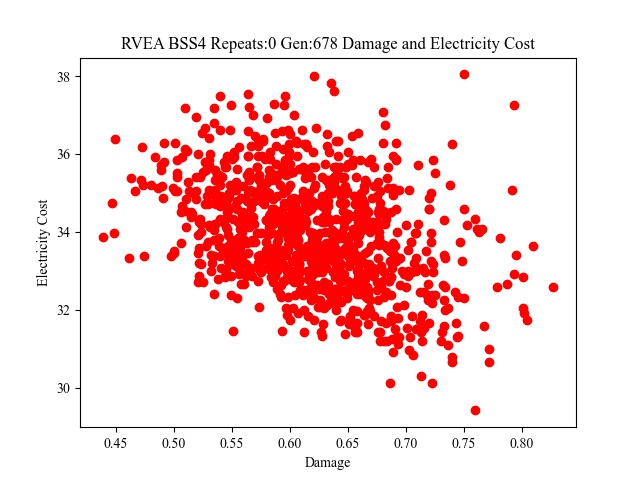 RVEA BSS4 Repeats:0 Gen:678 Damage and Electricity Cost
38
36
34
32
30
Electricity Cost
0.45 0.50 0.55 0.60 0.65 0.70 0.75 0.80
Damage